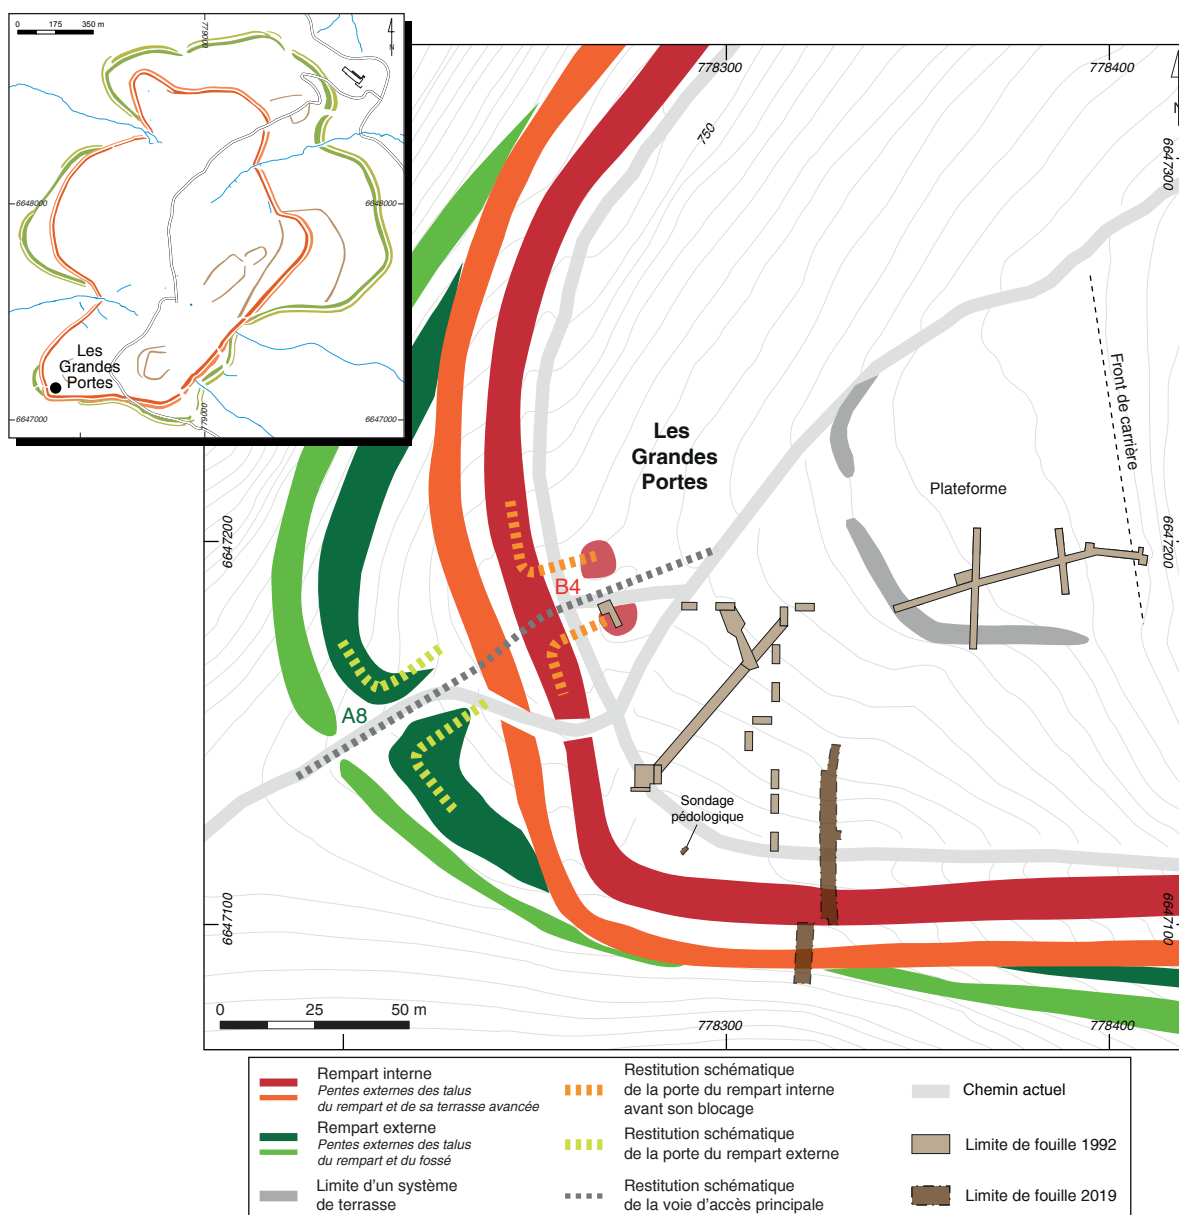 0
175
350 m
779000
N
6648000
Les
Grandes
Portes
6647000
779000
6647000
778300
778400
750
6647300
Les
Grandes
Portes
Plateforme
Front de carrière
6647200
6647200
B4
A8
Sondage
pédologique
6647100
6647100
0
25
50 m
778300
778400
Rempart interne
Pentes externes des talus
du rempart et de sa terrasse avancée
Rempart externe
Pentes externes des talus
du rempart et du fossé
Limite d'un système
de terrasse
Restitution schématique
de la porte du rempart interne
avant son blocage
Restitution schématique
de la porte du rempart externe
Restitution schématique
de la voie d'accès principale
Chemin actuel
Limite de fouille 1992
Limite de fouille 2019